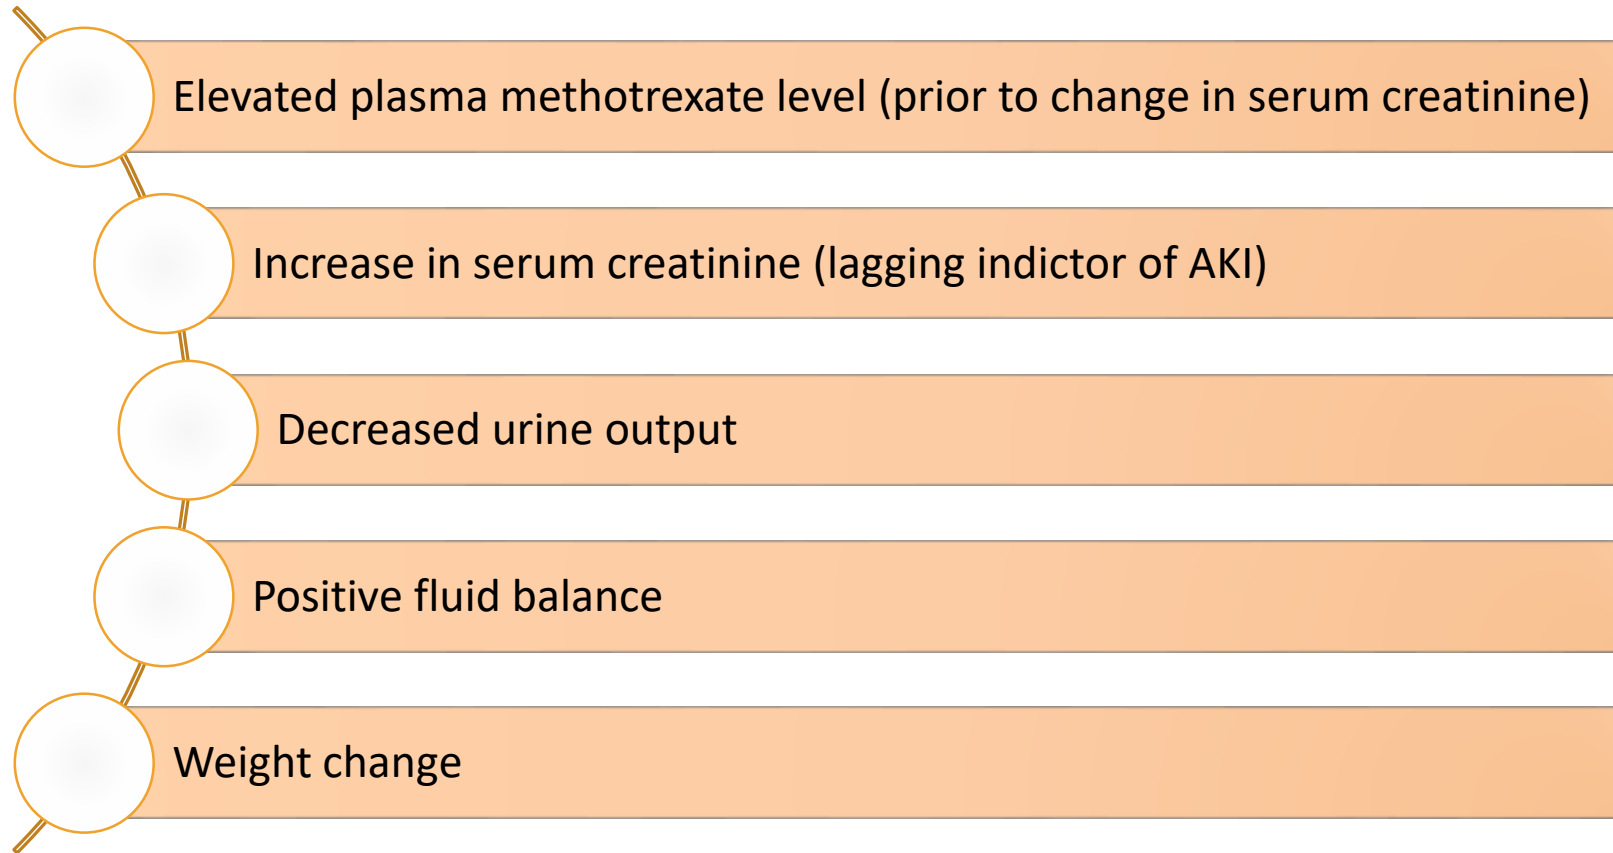 Elevated plasma methotrexate level (prior to change in serum creatinine)
Increase in serum creatinine (lagging indictor of AKI)
Decreased urine output
Positive fluid balance
Weight change